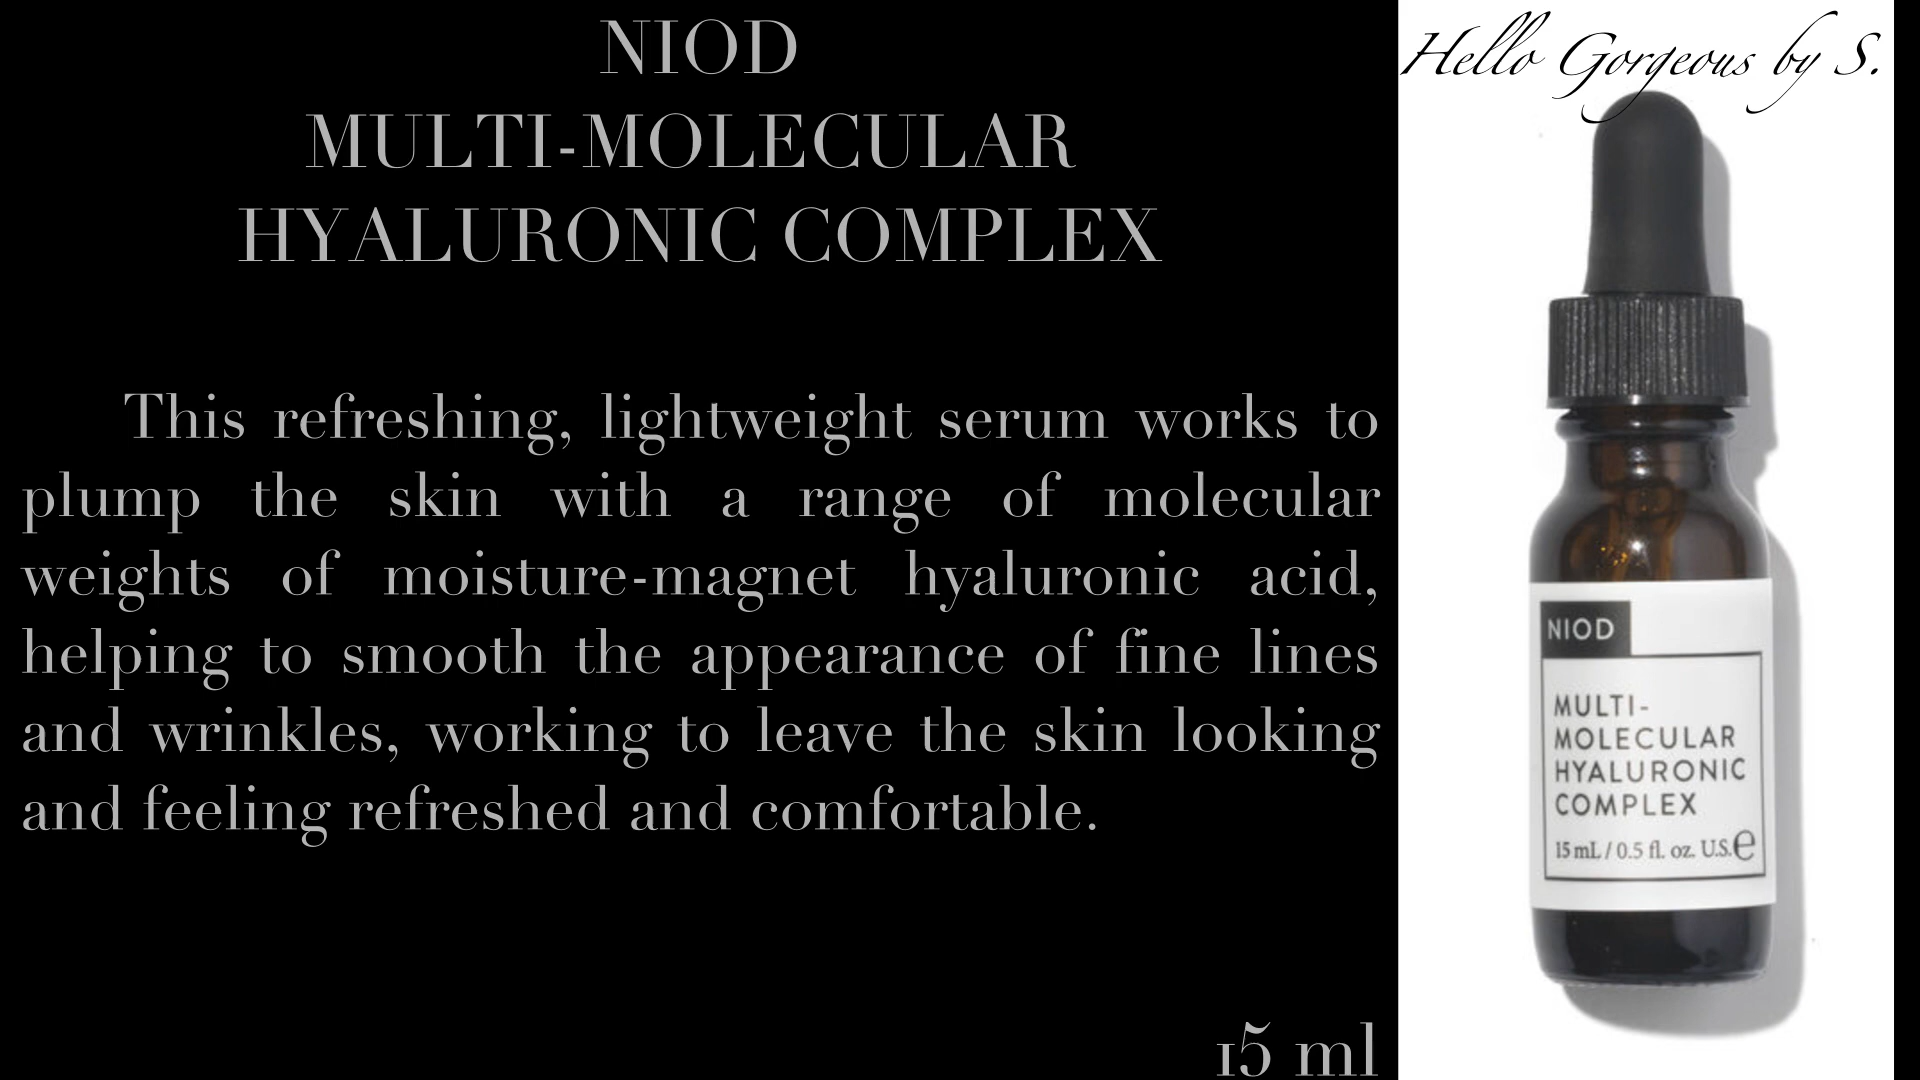 NIOD
MULTI-MOLECULAR
HYALURONIC COMPLEX
This refreshing, lightweight serum works to
plump the skin with a range of molecular
weights of moisture-magnet hyaluronic acid,
helping to smooth the appearance of fine lines
and wrinkles, working to leave the skin looking
and feeling refreshed and comfortable.
15 ml
Hello Gorgeous by S.
NIOD
MULTI-
MOLECULAR
HYALURONIC
COMPLEX
15 mL / 0.5 fl. oz. U.S. e